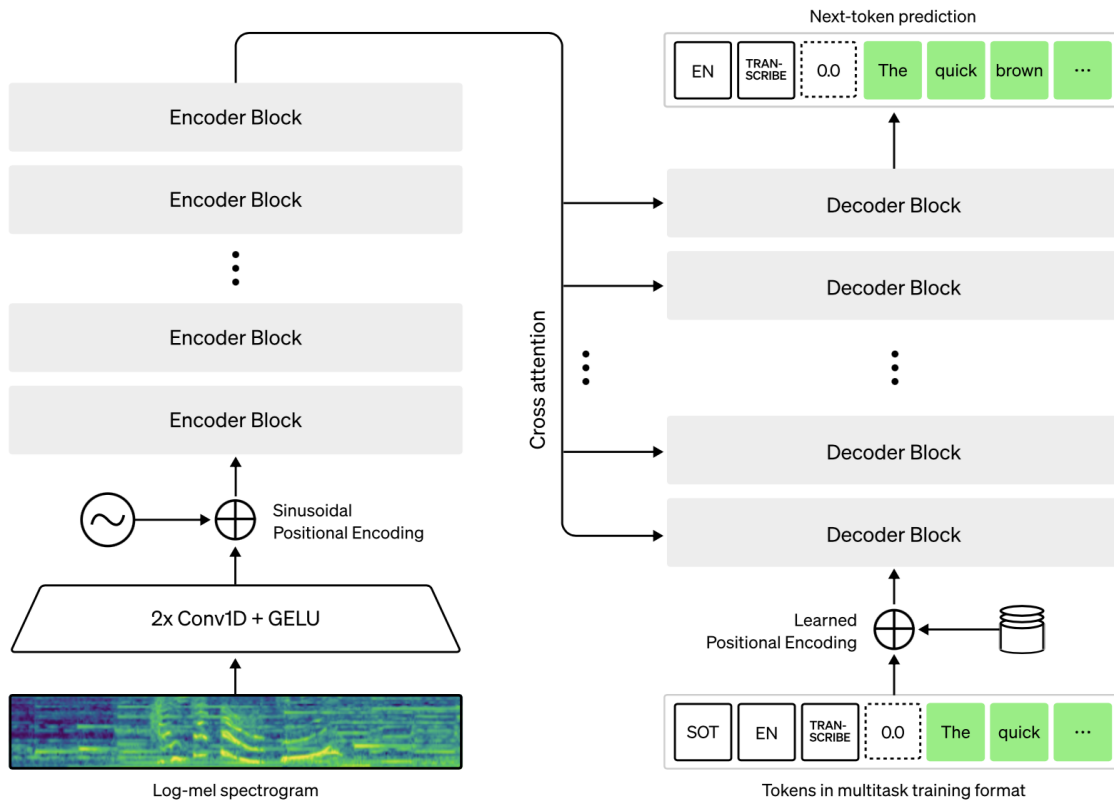 Next-token prediction
EN
TRAN-
SCRIBE
0.0
The
quick
brown
...
Encoder Block
Encoder Block
Encoder Block
Encoder Block
Sinusoidal
Positional Encoding
2x Conv1D + GELU
Log-mel spectrogram
Cross attention
Decoder Block
Decoder Block
Decoder Block
Decoder Block
Learned
Positional Encoding
SOT
EN
TRAN-
SCRIBE
0.0
The
quick
...
Tokens in multitask training format